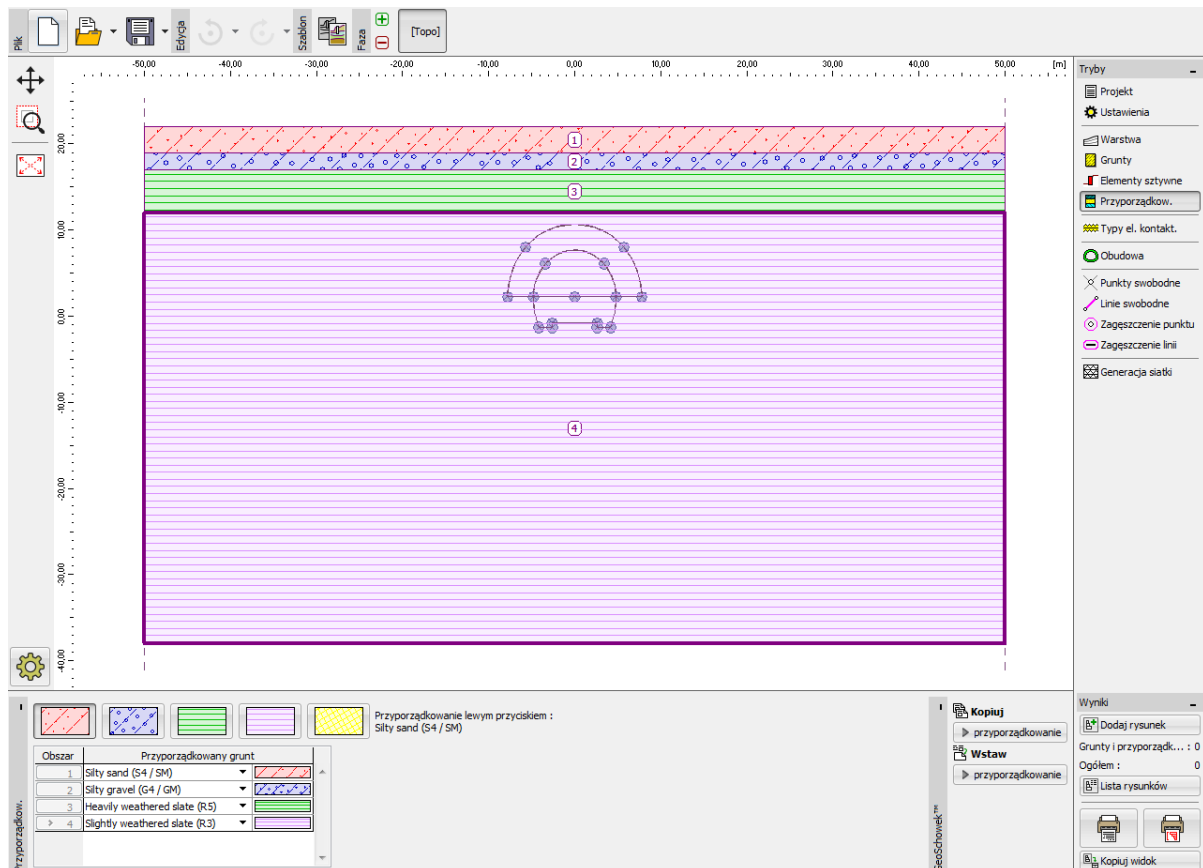 Plik
Edycja
Szablon
Faza
[Topo]
-50,00 -40,00 -30,00 -20,00 -10,00 0,00 10,00 20,00 30,00 40,00 50,00 [m]
20,00
10,00
0,00
-10,00
-20,00
-30,00
-40,00
1
2
3
4
Tryby
Projekt
Ustawienia
Warstwa
Grunty
Elementy sztywne
Przyporządkow.
Typy el. kontakt.
Obudowa
Punkty swobodne
Linie swobodne
Zagęszczenie punktu
Zagęszczenie linii
Generacja siatki
Przyporządkow.
Przyporządkowanie lewym przyciskiem :
Silty sand (S4 / SM)
Obszar Przyporządkowany grunt
1 Silty sand (S4 / SM)
2 Silty gravel (G4 / GM)
3 Heavily weathered slate (R5)
> 4 Slightly weathered slate (R3)
GeoSchowek™
Kopiuj
przyporządkowanie
Wstaw
przyporządkowanie
Wyniki
Dodaj rysunek
Grunty i przyporządk... : 0
Ogółem : 0
Lista rysunków
Kopiuj widok